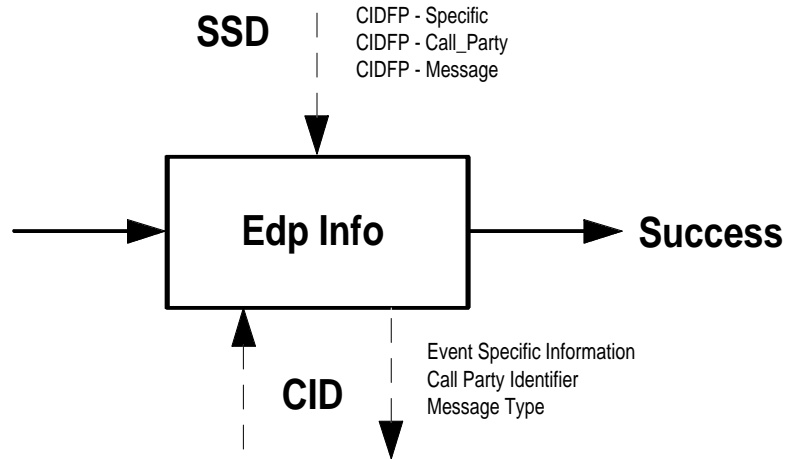 SSD
CIDFP - Specific
CIDFP - Call_Party
CIDFP - Message
Edp Info
Success
CID
Event Specific Information
Call Party Identifier
Message Type